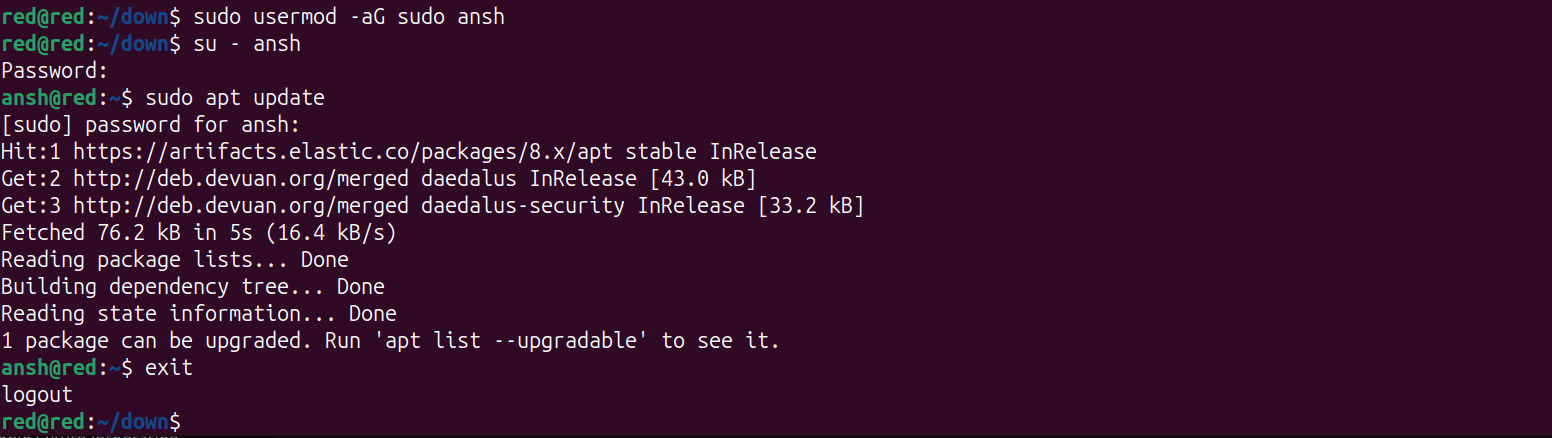 red@red:~/down$ sudo usermod -aG sudo ansh
red@red:~/down$ su - ansh
Password:
ansh@red:~$ sudo apt update
[sudo] password for ansh:
Hit:1 https://artifacts.elastic.co/packages/8.x/apt stable InRelease
Get:2 http://deb.devuan.org/merged daedalus InRelease [43.0 kB]
Get:3 http://deb.devuan.org/merged daedalus-security InRelease [33.2 kB]
Fetched 76.2 kB in 5s (16.4 kB/s)
Reading package lists... Done
Building dependency tree... Done
Reading state information... Done
1 package can be upgraded. Run 'apt list --upgradable' to see it.
ansh@red:~$ exit
logout
red@red:~/down$